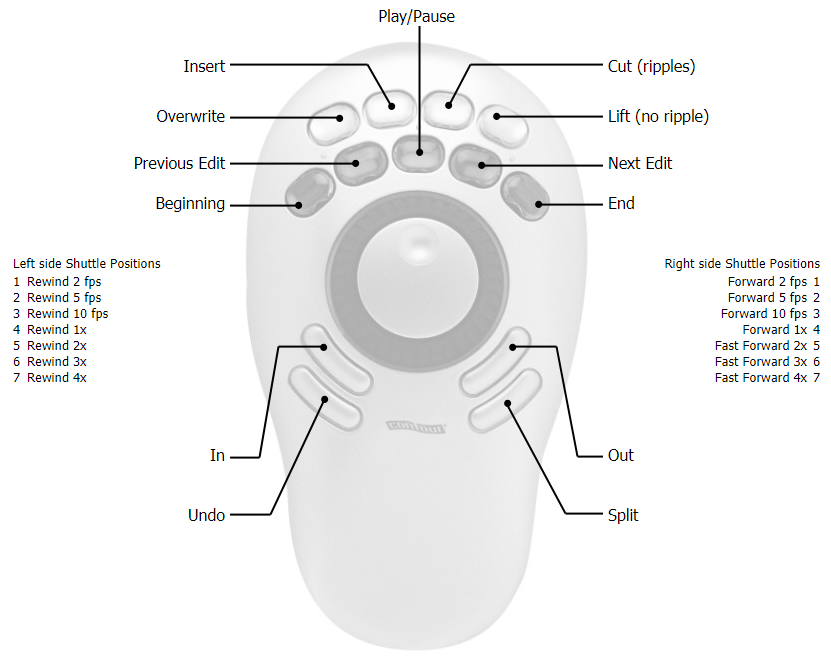 Play/Pause
Insert
Cut (ripples)
Overwrite
Lift (no ripple)
Previous Edit
Next Edit
Beginning
End
Left side Shuttle Positions
1 Rewind 2 fps
2 Rewind 5 fps
3 Rewind 10 fps
4 Rewind 1x
5 Rewind 2x
6 Rewind 3x
7 Rewind 4x
Right side Shuttle Positions
Forward 2 fps 1
Forward 5 fps 2
Forward 10 fps 3
Forward 1x 4
Fast Forward 2x 5
Fast Forward 3x 6
Fast Forward 4x 7
contour
In
Out
Undo
Split